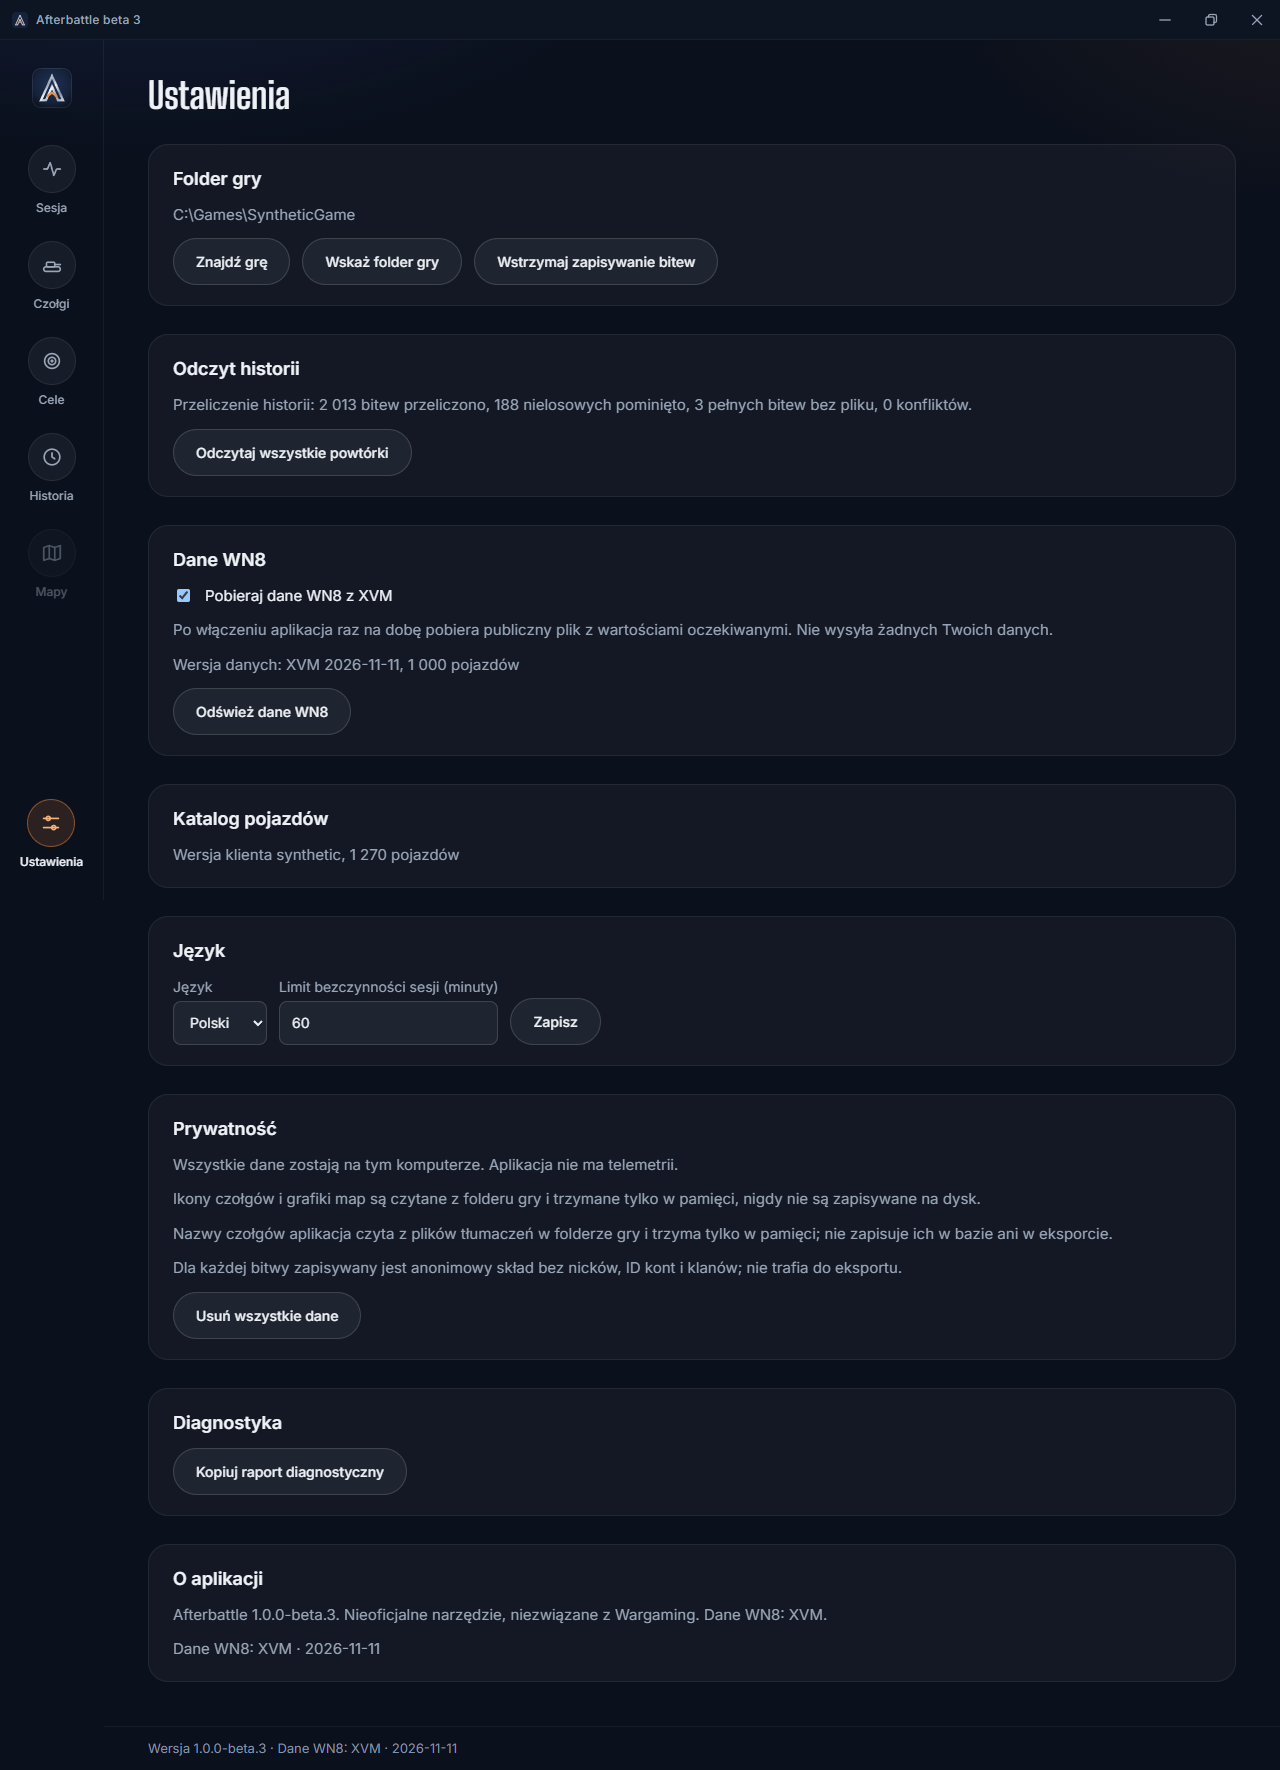 Afterbattle beta 3
Ustawienia
Sesja
Czołgi
Cele
Historia
Mapy
Ustawienia
Folder gry
C:\Games\SyntheticGame
Znajdź grę
Wskaż folder gry
Wstrzymaj zapisywanie bitew
Odczyt historii
Przeliczenie historii: 2 013 bitew przeliczono, 188 nielosowych pominięto, 3 pełnych bitew bez pliku, 0 konfliktów.
Odczytaj wszystkie powtórki
Dane WN8
Pobieraj dane WN8 z XVM
Po włączeniu aplikacja raz na dobę pobiera publiczny plik z wartościami oczekiwanymi. Nie wysyła żadnych Twoich danych.
Wersja danych: XVM 2026-11-11, 1 000 pojazdów
Odśwież dane WN8
Katalog pojazdów
Wersja klienta synthetic, 1 270 pojazdów
Język
Język
Limit bezczynności sesji (minuty)
Polski
60
Zapisz
Prywatność
Wszystkie dane zostają na tym komputerze. Aplikacja nie ma telemetrii.
Ikony czołgów i grafiki map są czytane z folderu gry i trzymane tylko w pamięci, nigdy nie są zapisywane na dysk.
Nazwy czołgów aplikacja czyta z plików tłumaczeń w folderze gry i trzyma tylko w pamięci; nie zapisuje ich w bazie ani w eksporcie.
Dla każdej bitwy zapisywany jest anonimowy skład bez nicków, ID kont i klanów; nie trafia do eksportu.
Usuń wszystkie dane
Diagnostyka
Kopiuj raport diagnostyczny
O aplikacji
Afterbattle 1.0.0-beta.3. Nieoficjalne narzędzie, niezwiązane z Wargaming. Dane WN8: XVM.
Dane WN8: XVM · 2026-11-11
Wersja 1.0.0-beta.3 · Dane WN8: XVM · 2026-11-11